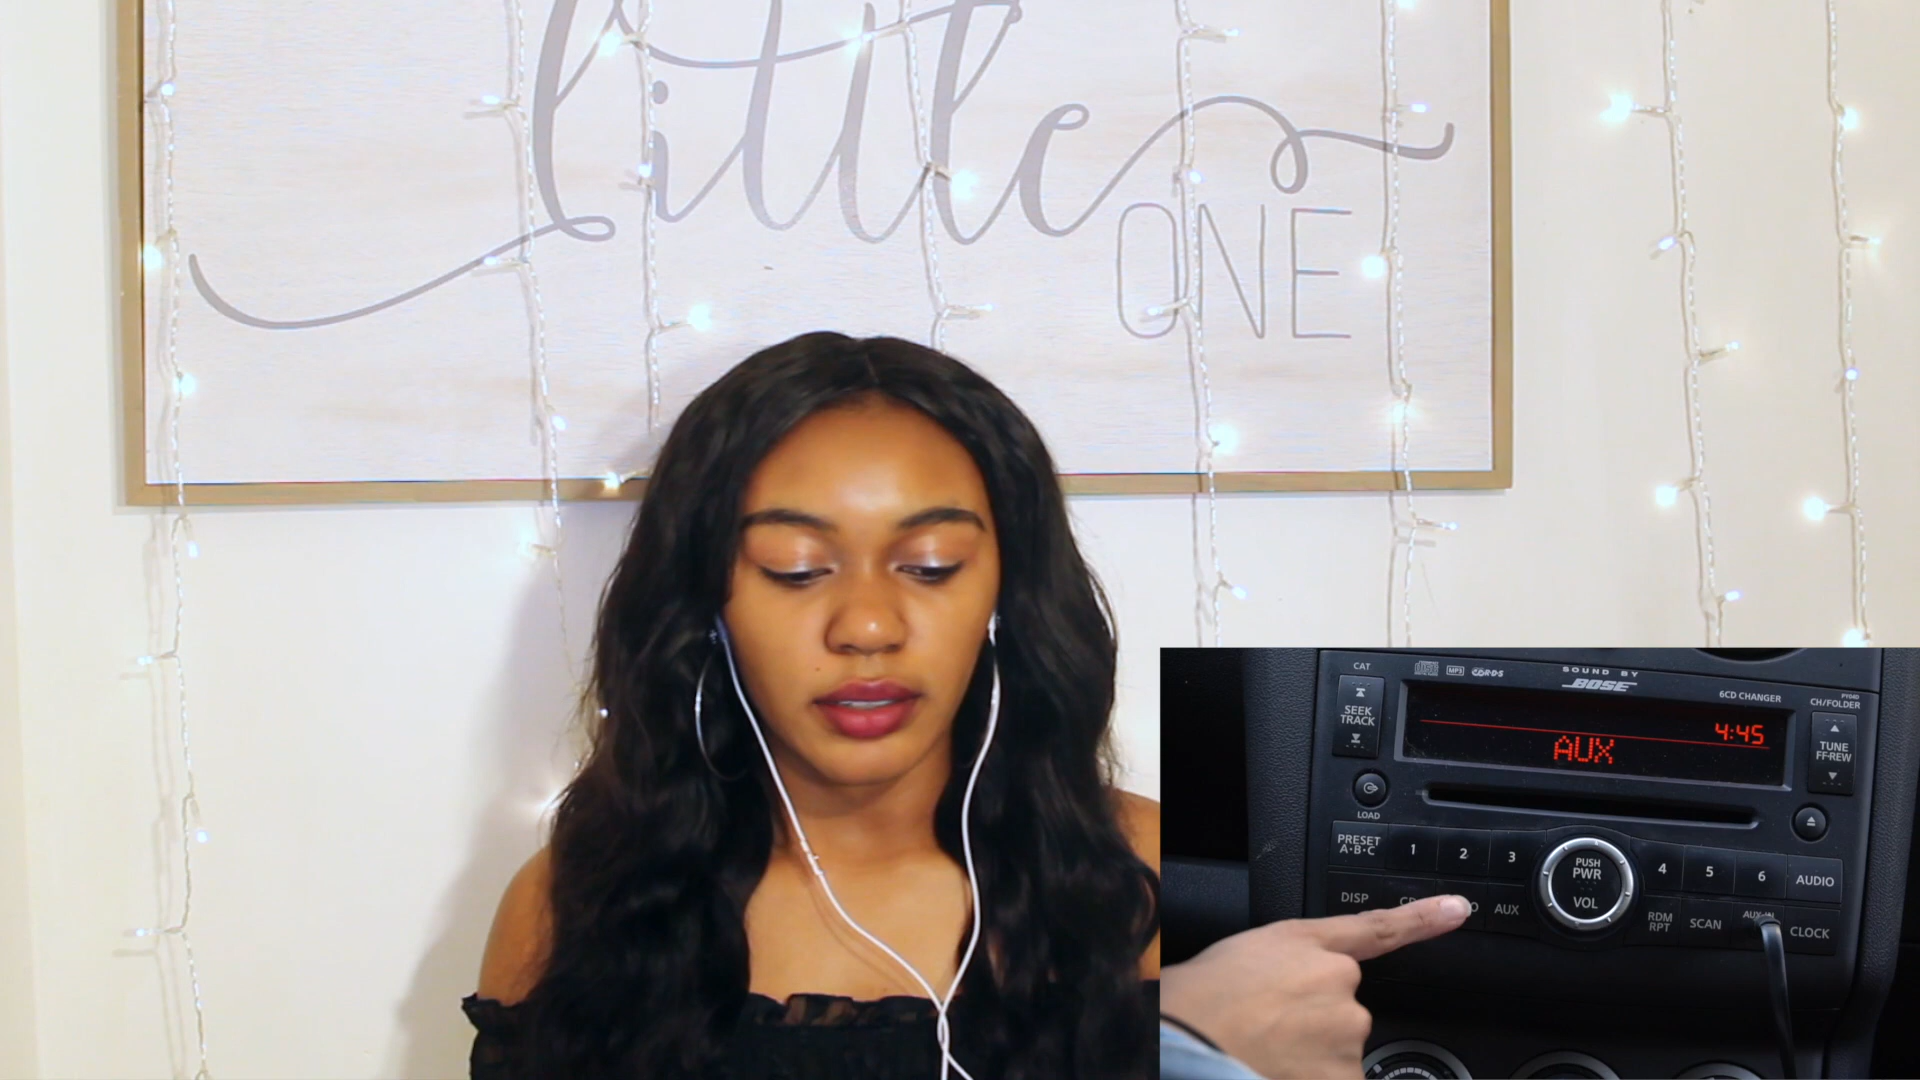 little
ONE
CAT
MP3
R·D·S
SOUND BY
BOSE
6CD CHANGER
PY04D
CH/FOLDER
SEEK
TRACK
4:45
AUX
TUNE
FF·REW
LOAD
PRESET
A·B·C
1
2
3
PUSH
PWR
VOL
4
5
6
AUDIO
DISP
AUX
RDM
RPT
SCAN
AUX-IN
CLOCK